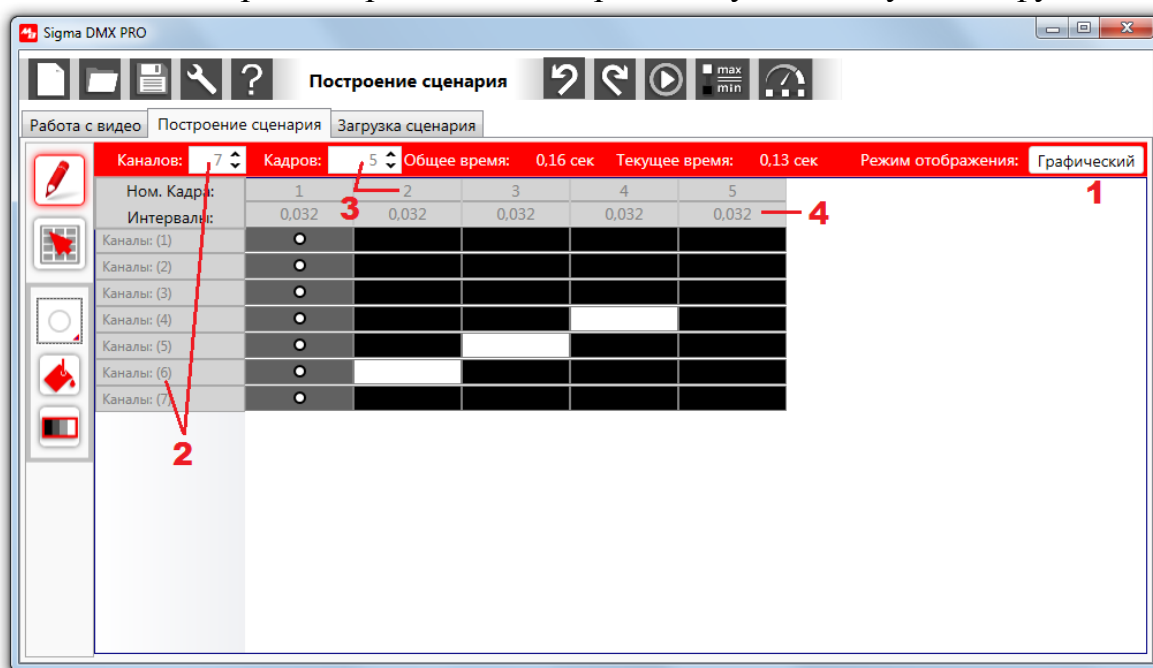 Sigma DMX PRO
Построение сценария
max
min
Работа с видео Построение сценария Загрузка сценария
Каналов: 7 Кадров: 5 Общее время: 0,16 сек Текущее время: 0,13 сек Режим отображения: Графический
1
Ном. Кадра: 1 2 3 4 5
3
Интервалы: 0,032 0,032 0,032 0,032 0,032 4
Каналы: (1)
Каналы: (2)
Каналы: (3)
Каналы: (4)
Каналы: (5)
Каналы: (6)
Каналы: (7)
2